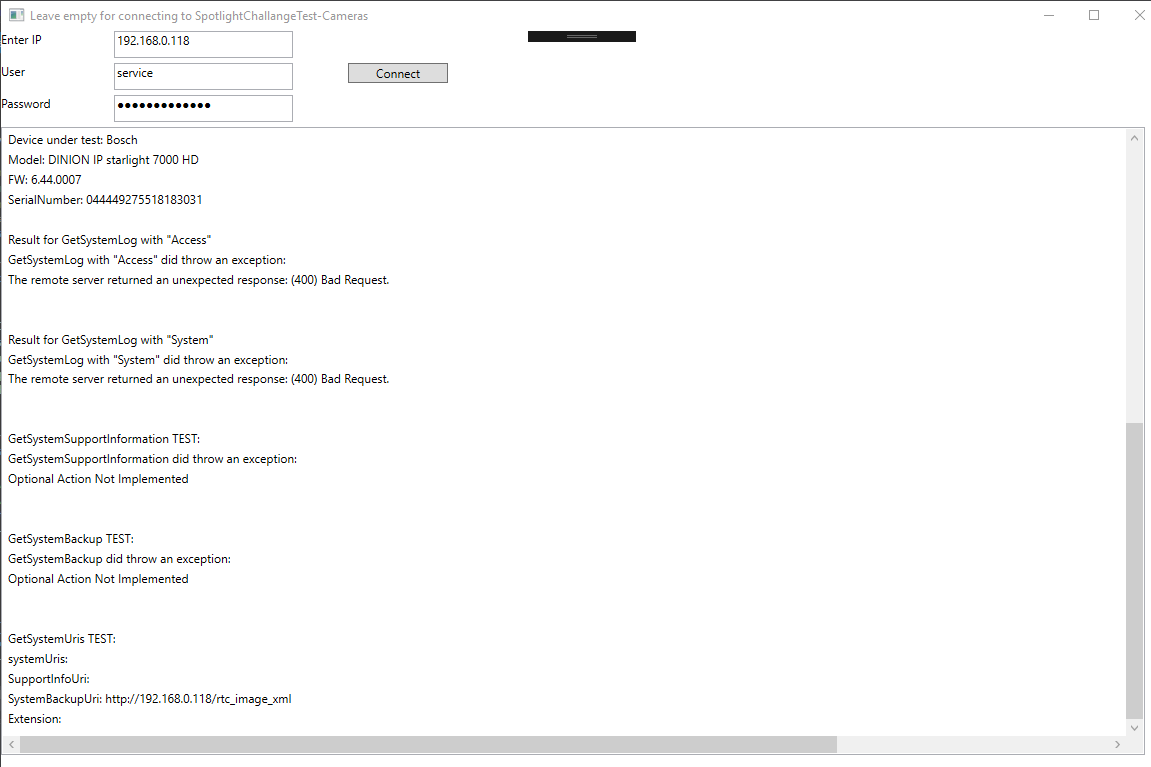 Leave empty for connecting to SpotlightChallangeTest-Cameras
Enter IP
192.168.0.118
User
service
Connect
Password
●●●●●●●●●●●●●
Device under test: Bosch
Model: DINION IP starlight 7000 HD
FW: 6.44.0007
SerialNumber: 044449275518183031
Result for GetSystemLog with "Access"
GetSystemLog with "Access" did throw an exception:
The remote server returned an unexpected response: (400) Bad Request.
Result for GetSystemLog with "System"
GetSystemLog with "System" did throw an exception:
The remote server returned an unexpected response: (400) Bad Request.
GetSystemSupportInformation TEST:
GetSystemSupportInformation did throw an exception:
Optional Action Not Implemented
GetSystemBackup TEST:
GetSystemBackup did throw an exception:
Optional Action Not Implemented
GetSystemUris TEST:
systemUris:
SupportInfoUri:
SystemBackupUri: http://192.168.0.118/rtc_image_xml
Extension: